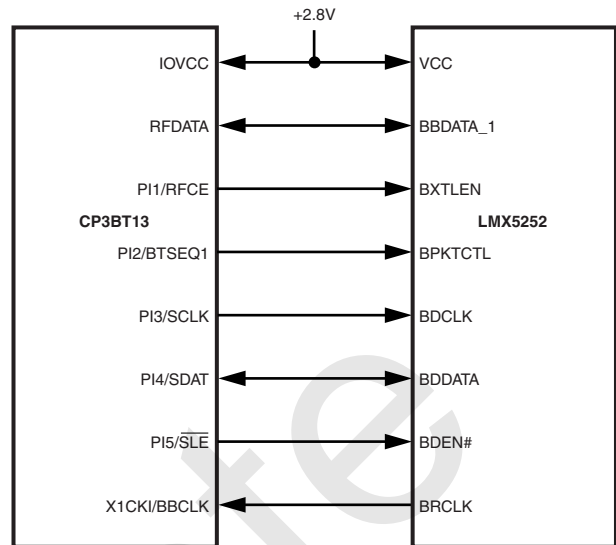 +2.8V
IOVCC VCC
RFDATA BBDATA_1
PI1/RFCE BXTLEN
CP3BT13 LMX5252
PI2/BTSEQ1 BPKTCTL
PI3/SCLK BDCLK
PI4/SDAT BDDATA
PI5/SLE BDEN#
X1CKI/BBCLK BRCLK